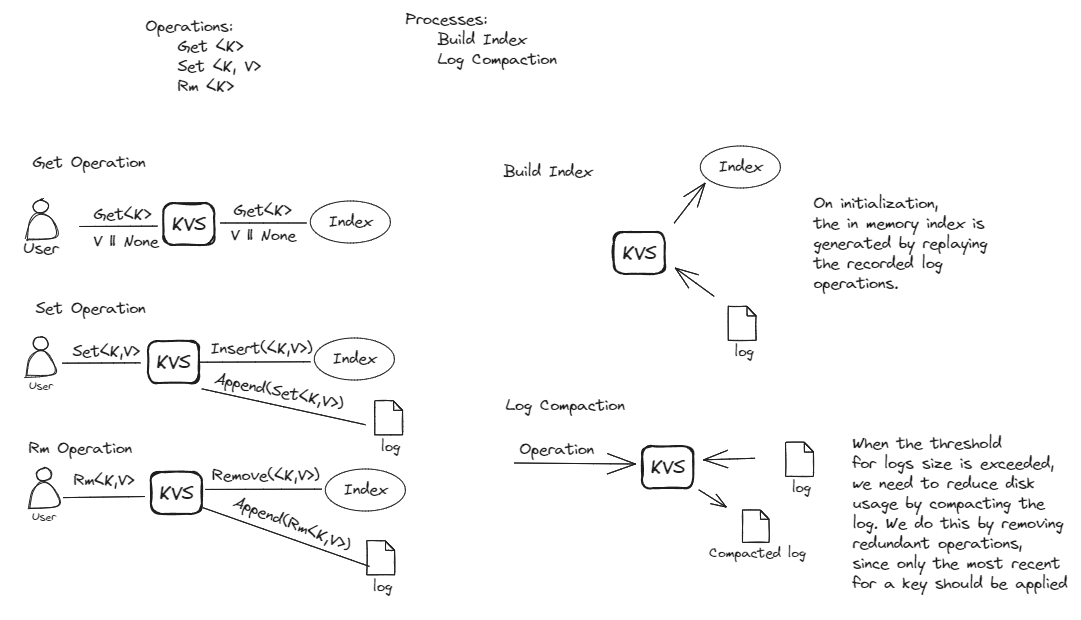 Operations:
Get <K>
Set <K, V>
Rm <K>
Processes:
Build Index
Log Compaction
Get Operation
User
Get<K>
V || None
KVS
Get<K>
V || None
Index
Set Operation
User
Set<K,V>
KVS
Insert(<K,V>)
Index
Append(Set<K,V>)
log
Rm Operation
User
Rm<K,V>
KVS
Remove(<K,V>)
Index
Append(Rm<K,V>)
log
Build Index
Index
KVS
log
On initialization,
the in memory index is
generated by replaying
the recorded log
operations.
Log Compaction
Operation
KVS
log
Compacted log
When the threshold
for logs size is exceeded,
we need to reduce disk
usage by compacting the
log. We do this by removing
redundant operations,
since only the most recent
for a key should be applied